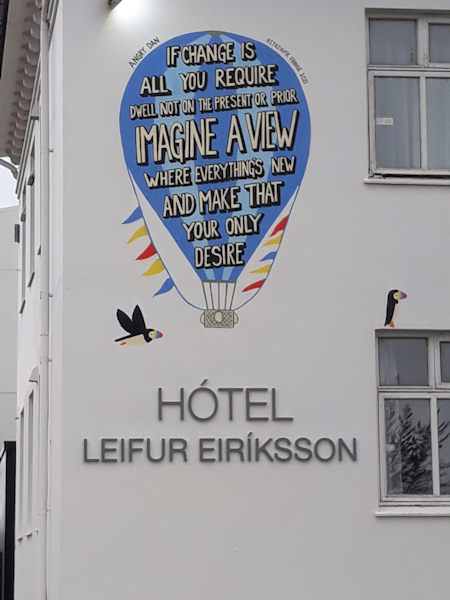 ANGRY DAN
REYKJAVÍK FRINGE 2021
IF CHANGE IS
ALL YOU REQUIRE
DWELL NOT ON THE PRESENT OR PRIOR
IMAGINE A VIEW
WHERE EVERYTHING'S NEW
AND MAKE THAT
YOUR ONLY
DESIRE
HÓTEL
LEIFUR EIRÍKSSON